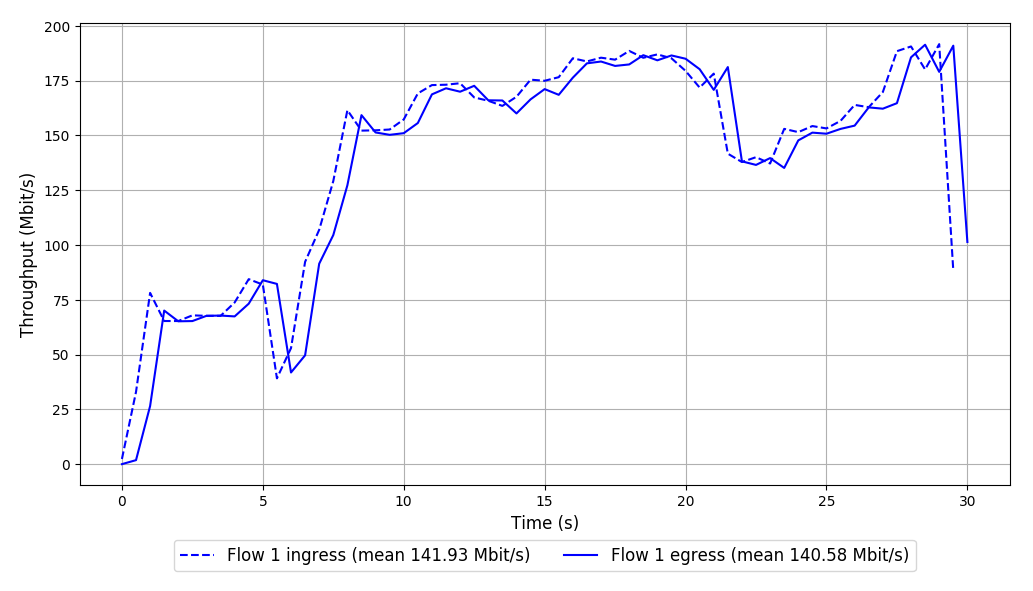 200
175
150
125
100
75
50
25
0
Throughput (Mbit/s)
0 5 10 15 20 25 30
Time (s)
Flow 1 ingress (mean 141.93 Mbit/s) Flow 1 egress (mean 140.58 Mbit/s)